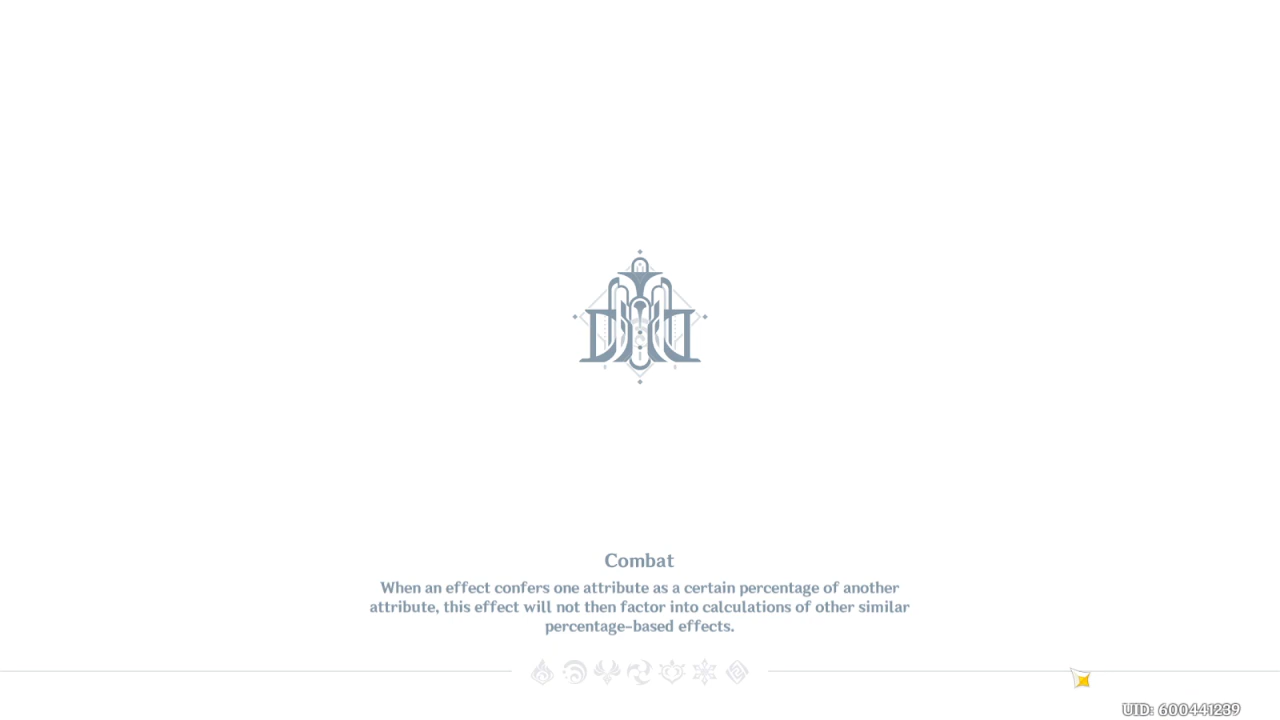 Combat
When an effect confers one attribute as a certain percentage of another
attribute, this effect will not then factor into calculations of other similar
percentage-based effects.
UID: 600441239